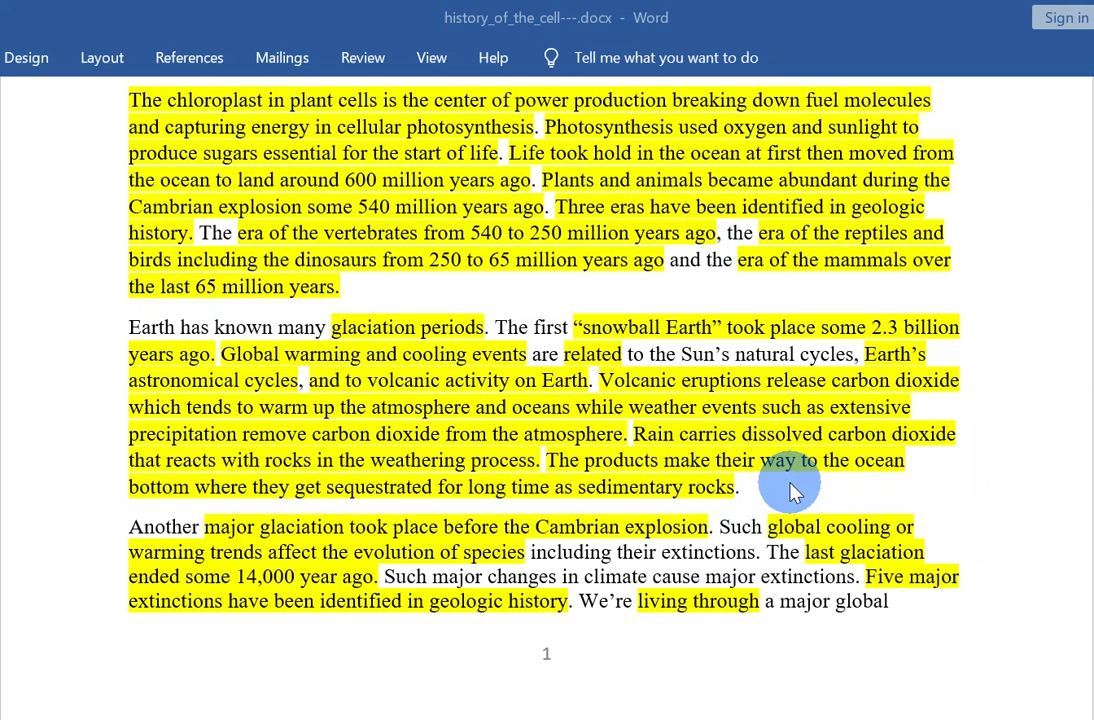 history_of_the_cell---.docx - Word
Sign in
Design Layout References Mailings Review View Help Tell me what you want to do
The chloroplast in plant cells is the center of power production breaking down fuel molecules
and capturing energy in cellular photosynthesis. Photosynthesis used oxygen and sunlight to
produce sugars essential for the start of life. Life took hold in the ocean at first then moved from
the ocean to land around 600 million years ago. Plants and animals became abundant during the
Cambrian explosion some 540 million years ago. Three eras have been identified in geologic
history. The era of the vertebrates from 540 to 250 million years ago, the era of the reptiles and
birds including the dinosaurs from 250 to 65 million years ago and the era of the mammals over
the last 65 million years.
Earth has known many glaciation periods. The first “snowball Earth” took place some 2.3 billion
years ago. Global warming and cooling events are related to the Sun’s natural cycles, Earth’s
astronomical cycles, and to volcanic activity on Earth. Volcanic eruptions release carbon dioxide
which tends to warm up the atmosphere and oceans while weather events such as extensive
precipitation remove carbon dioxide from the atmosphere. Rain carries dissolved carbon dioxide
that reacts with rocks in the weathering process. The products make their way to the ocean
bottom where they get sequestrated for long time as sedimentary rocks.
Another major glaciation took place before the Cambrian explosion. Such global cooling or
warming trends affect the evolution of species including their extinctions. The last glaciation
ended some 14,000 year ago. Such major changes in climate cause major extinctions. Five major
extinctions have been identified in geologic history. We’re living through a major global
1